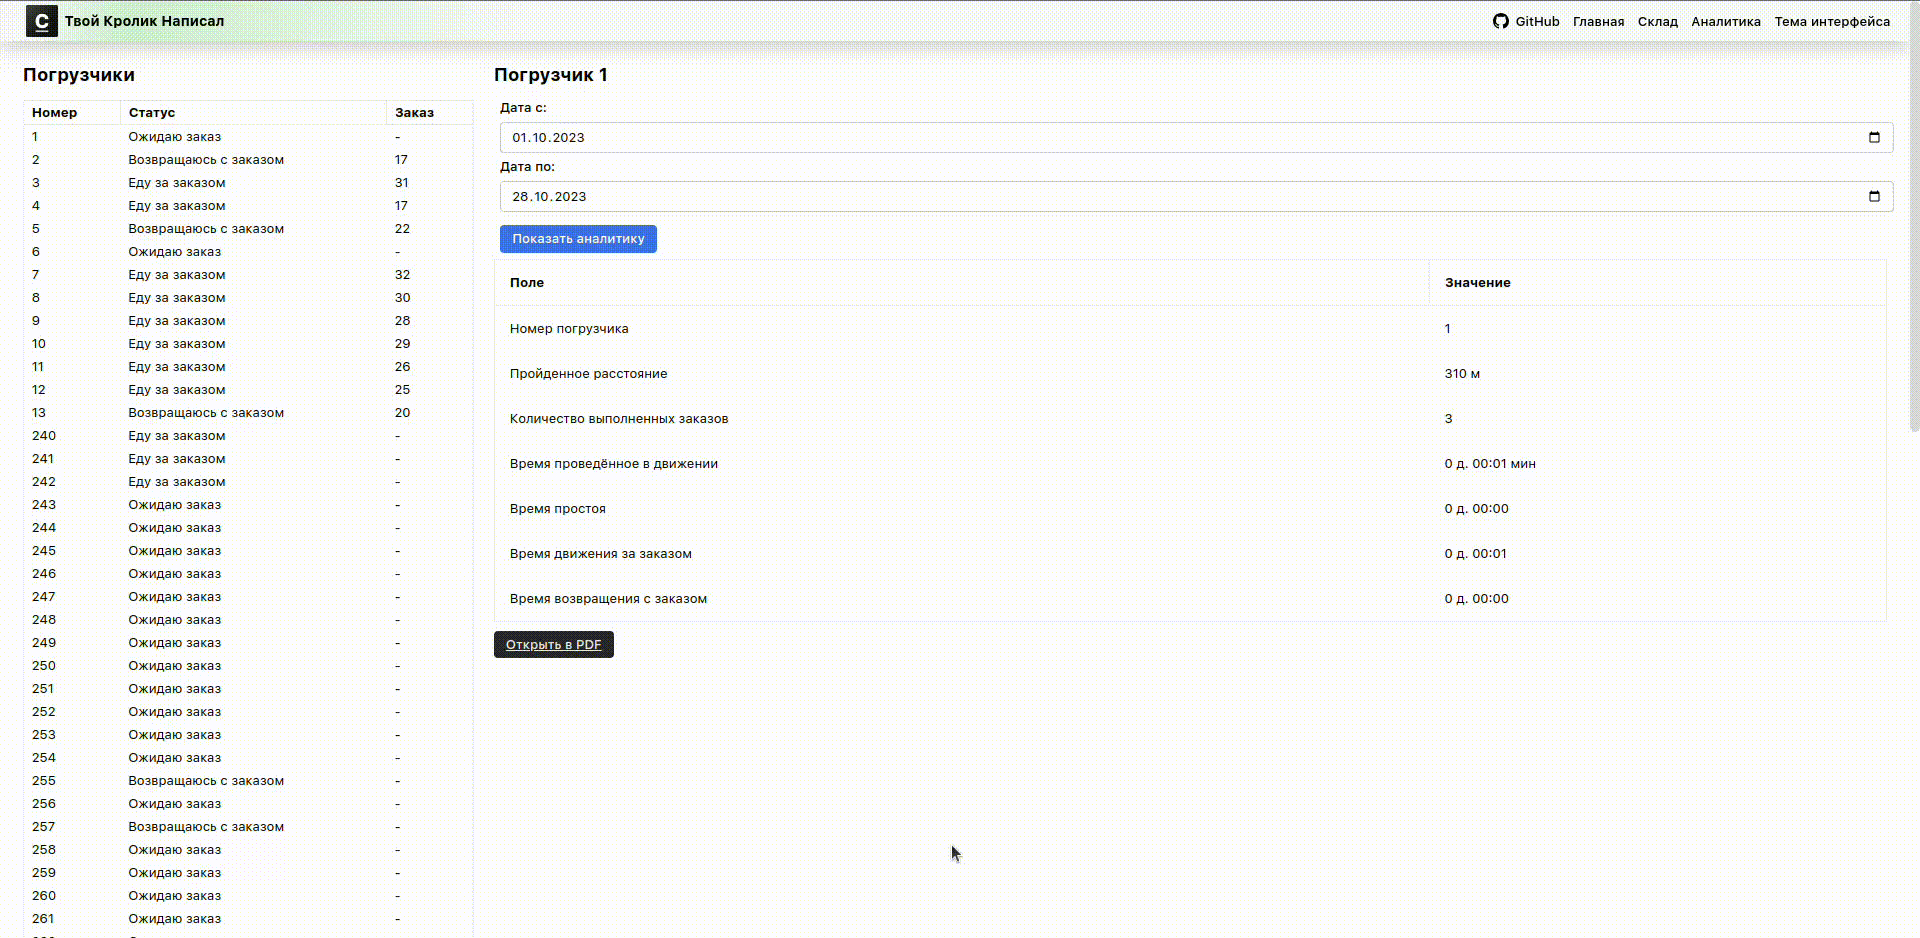 C Твой Кролик Написал
GitHub Главная Склад Аналитика Тема интерфейса
Погрузчики
Номер Статус Заказ
1 Ожидаю заказ -
2 Возвращаюсь с заказом 17
3 Еду за заказом 31
4 Еду за заказом 17
5 Возвращаюсь с заказом 22
6 Ожидаю заказ -
7 Еду за заказом 32
8 Еду за заказом 30
9 Еду за заказом 28
10 Еду за заказом 29
11 Еду за заказом 26
12 Еду за заказом 25
13 Возвращаюсь с заказом 20
240 Еду за заказом -
241 Еду за заказом -
242 Еду за заказом -
243 Ожидаю заказ -
244 Ожидаю заказ -
245 Ожидаю заказ -
246 Ожидаю заказ -
247 Ожидаю заказ -
248 Ожидаю заказ -
249 Ожидаю заказ -
250 Ожидаю заказ -
251 Ожидаю заказ -
252 Ожидаю заказ -
253 Ожидаю заказ -
254 Ожидаю заказ -
255 Возвращаюсь с заказом -
256 Ожидаю заказ -
257 Возвращаюсь с заказом -
258 Ожидаю заказ -
259 Ожидаю заказ -
260 Ожидаю заказ -
261 Ожидаю заказ -
Погрузчик 1
Дата с:
01.10.2023
Дата по:
28.10.2023
Показать аналитику
Поле Значение
Номер погрузчика 1
Пройденное расстояние 310 м
Количество выполненных заказов 3
Время проведённое в движении 0 д. 00:01 мин
Время простоя 0 д. 00:00
Время движения за заказом 0 д. 00:01
Время возвращения с заказом 0 д. 00:00
Открыть в PDF